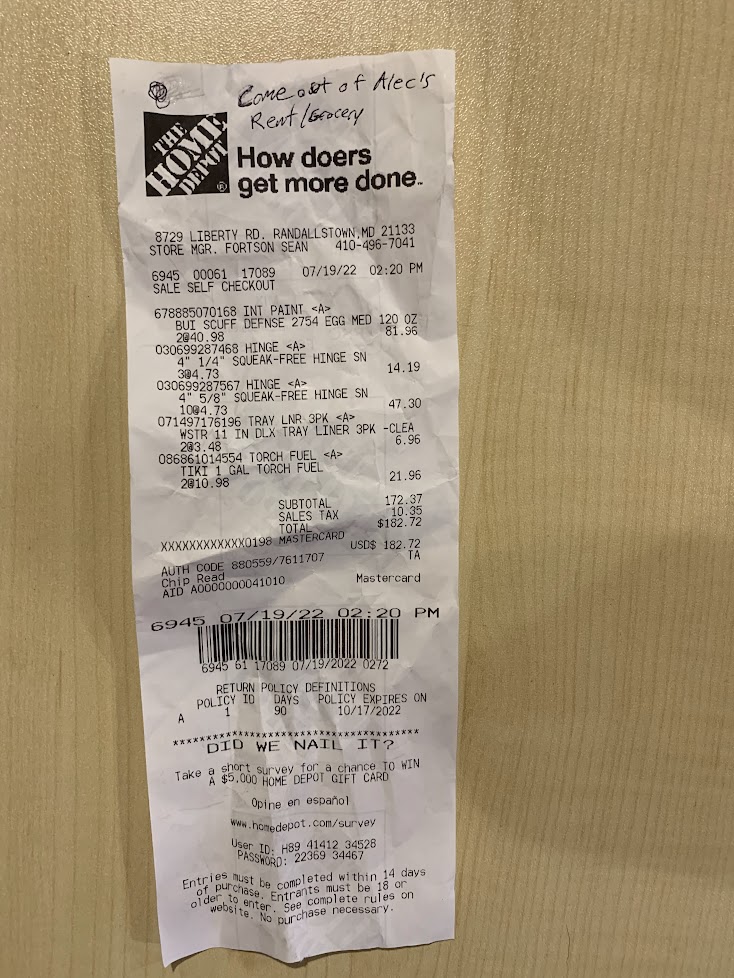 Come out of Alec's
Rent/Grocery
THE
HOME
DEPOT
®
How doers
get more done™
8729 LIBERTY RD. RANDALLSTOWN,MD 21133
STORE MGR. FORTSON SEAN 410-496-7041
6945 00061 17089 07/19/22 02:20 PM
SALE SELF CHECKOUT
678885070168 INT PAINT <A>
BUI SCUFF DEFNSE 2754 EGG MED 120 OZ
2@40.98 81.96
030699287468 HINGE <A>
4" 1/4" SQUEAK-FREE HINGE SN
3@4.73 14.19
030699287567 HINGE <A>
4" 5/8" SQUEAK-FREE HINGE SN
10@4.73 47.30
071497176196 TRAY LNR 3PK <A>
WSTR 11 IN DLX TRAY LINER 3PK -CLEA
2@3.48 6.96
086861014554 TORCH FUEL <A>
TIKI 1 GAL TORCH FUEL
2@10.98 21.96
SUBTOTAL 172.37
SALES TAX 10.35
TOTAL $182.72
XXXXXXXXXXXX0198 MASTERCARD
USD$ 182.72
AUTH CODE 880559/7611707 TA
Chip Read
AID A0000000041010 Mastercard
6945 07/19/22 02:20 PM
6945 61 17089 07/19/2022 0272
RETURN POLICY DEFINITIONS
POLICY ID DAYS POLICY EXPIRES ON
A 1 90 10/17/2022
****************************************
DID WE NAIL IT?
Take a short survey for a chance TO WIN
A $5,000 HOME DEPOT GIFT CARD
Opine en español
www.homedepot.com/survey
User ID: H89 41412 34528
PASSWORD: 22369 34467
Entries must be completed within 14 days
of purchase. Entrants must be 18 or
older to enter. See complete rules on
website. No purchase necessary.